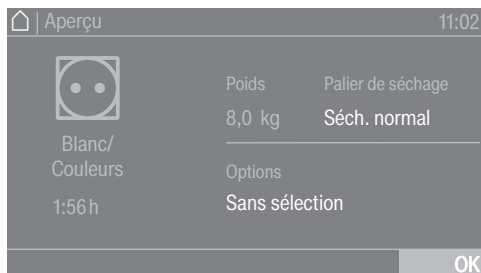 Aperçu
11:02
Blanc/
Couleurs
1:56 h
Poids
8,0 kg
Palier de séchage
Séch. normal
Options
Sans sélection
OK